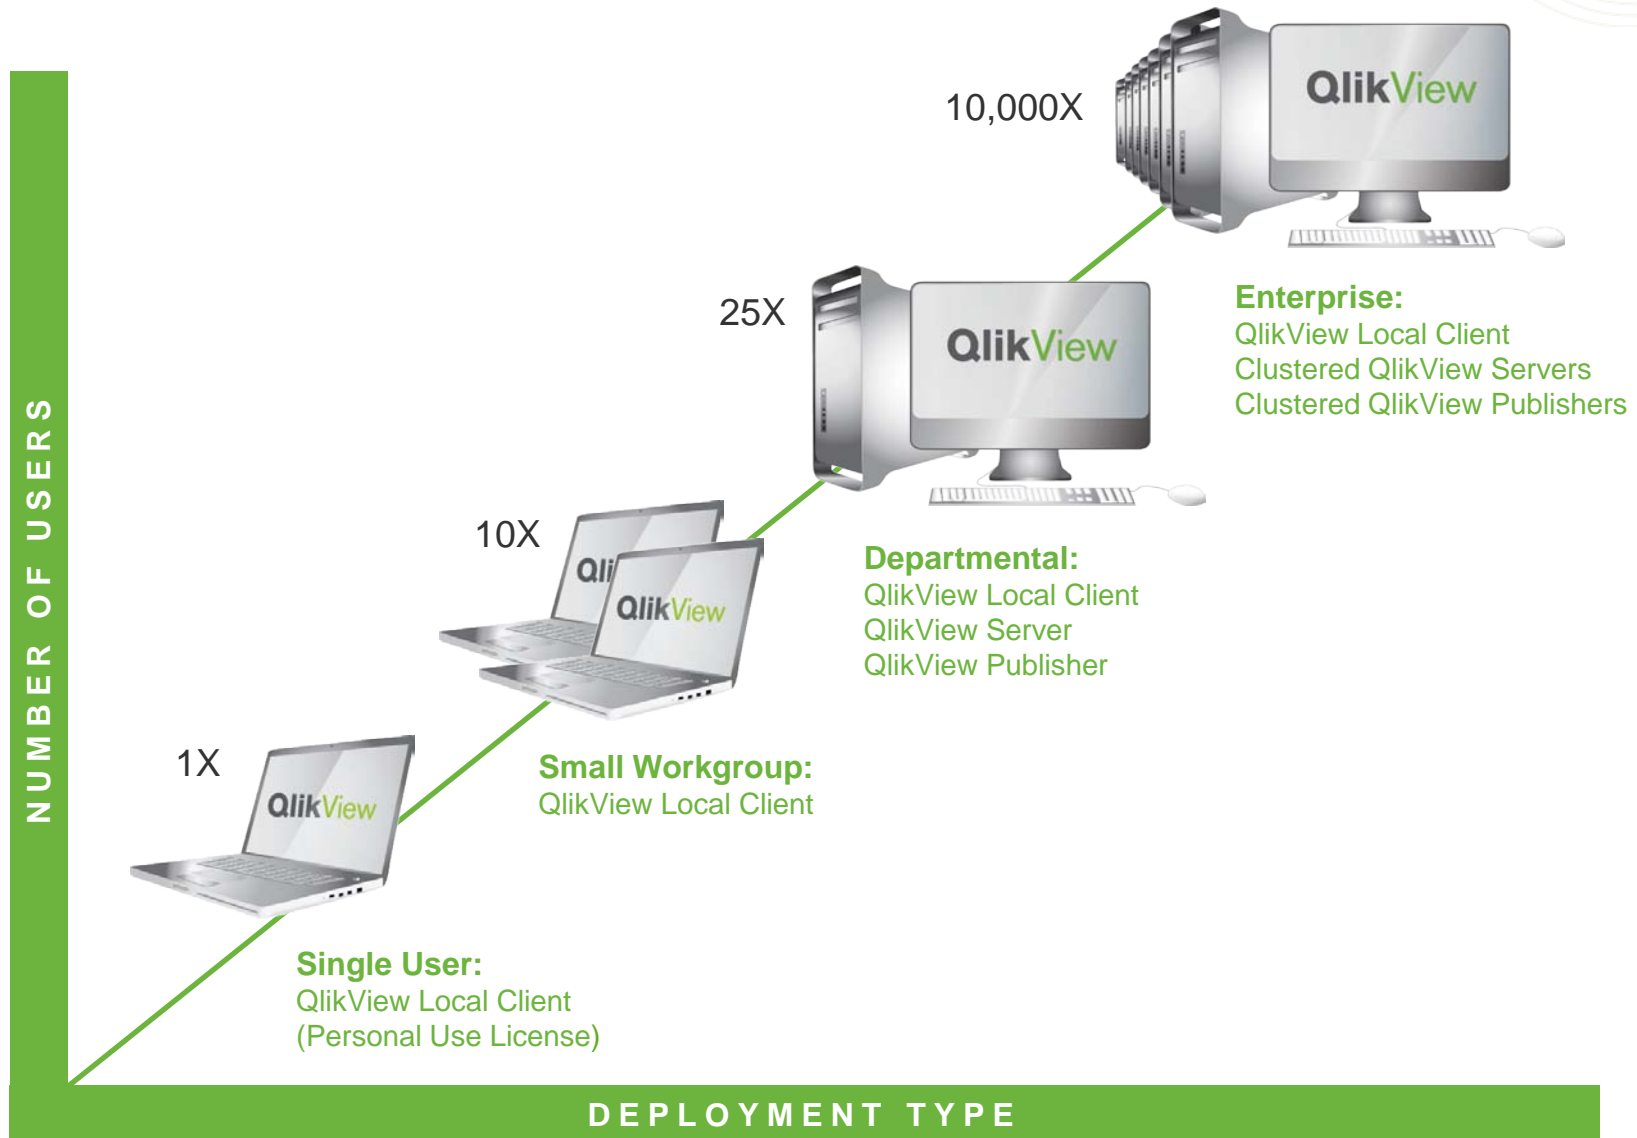 NUMBER OF USERS
10,000X
QlikView
Enterprise:
QlikView Local Client
Clustered QlikView Servers
Clustered QlikView Publishers
25X
QlikView
Departmental:
QlikView Local Client
QlikView Server
QlikView Publisher
10X
Qli
QlikView
Small Workgroup:
QlikView Local Client
1X
QlikView
Single User:
QlikView Local Client
(Personal Use License)
DEPLOYMENT TYPE